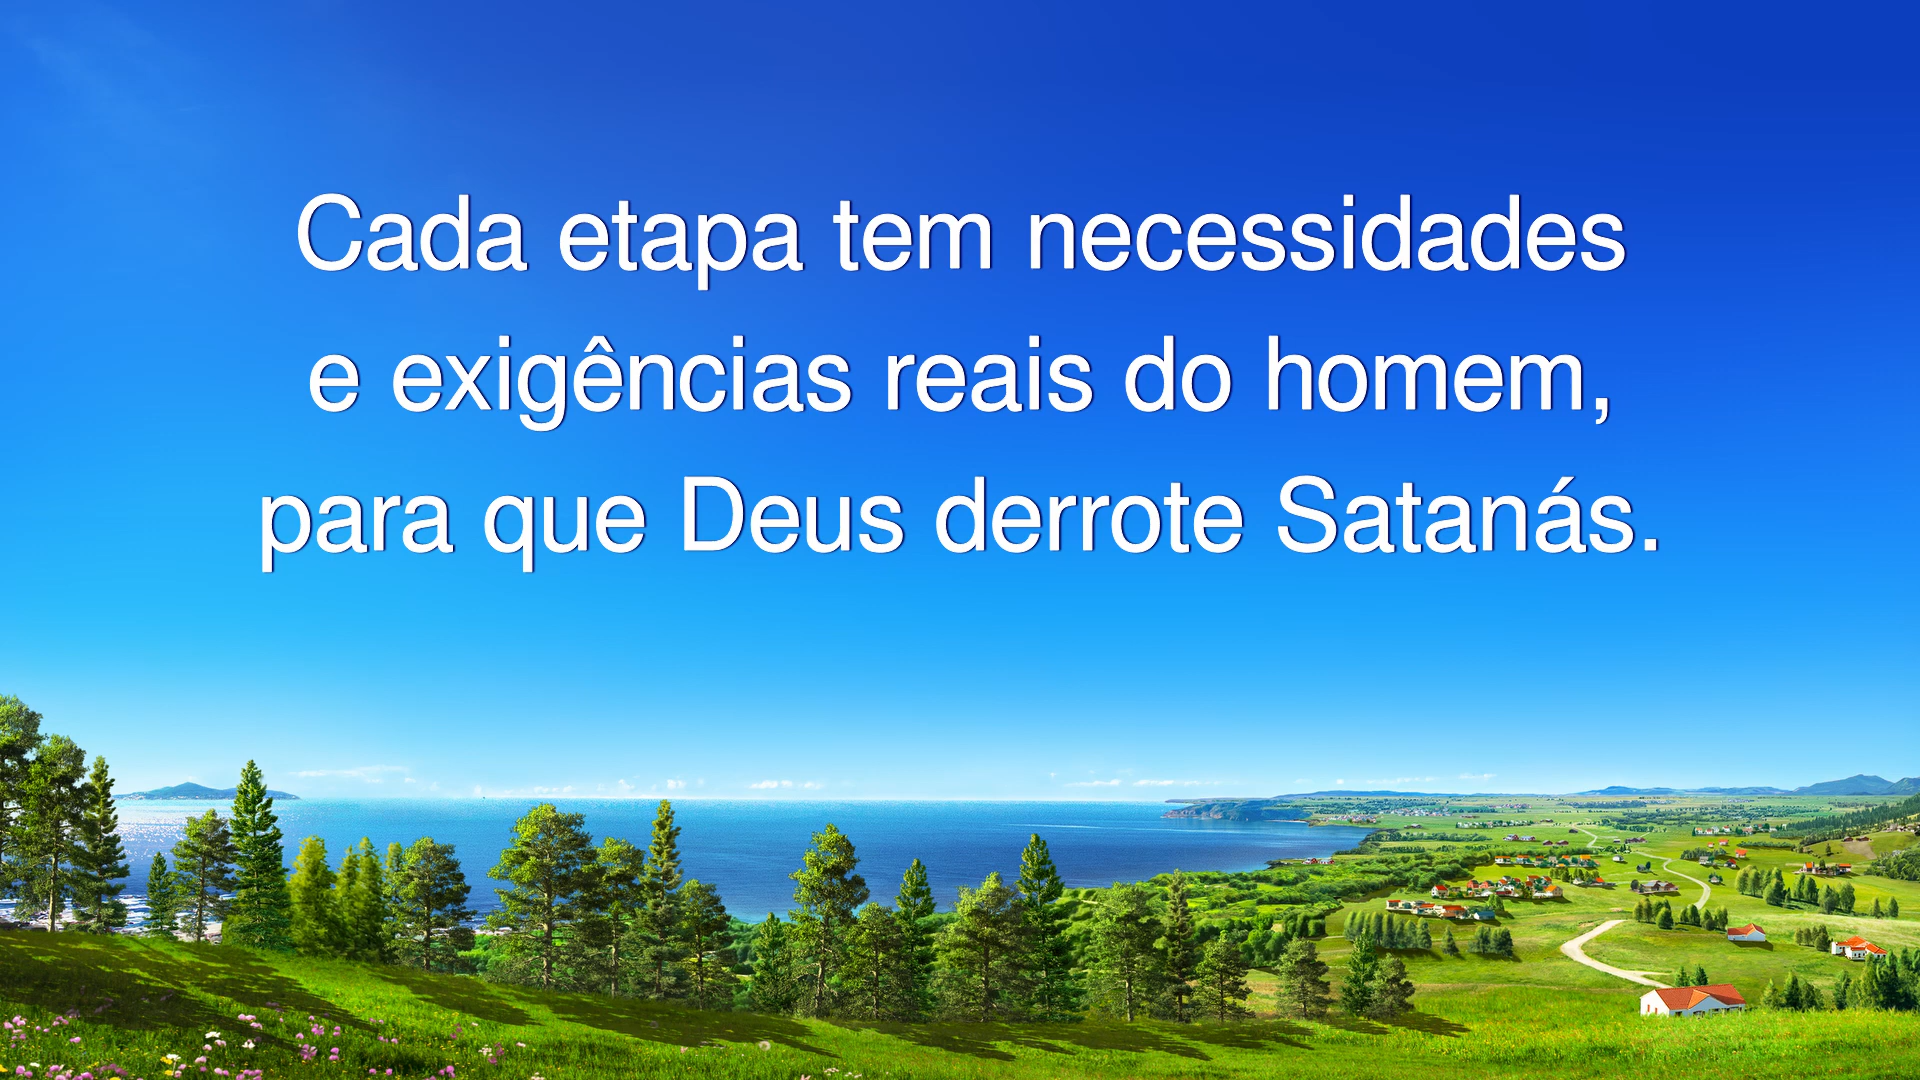 Cada etapa tem necessidades
e exigências reais do homem,
para que Deus derrote Satanás.